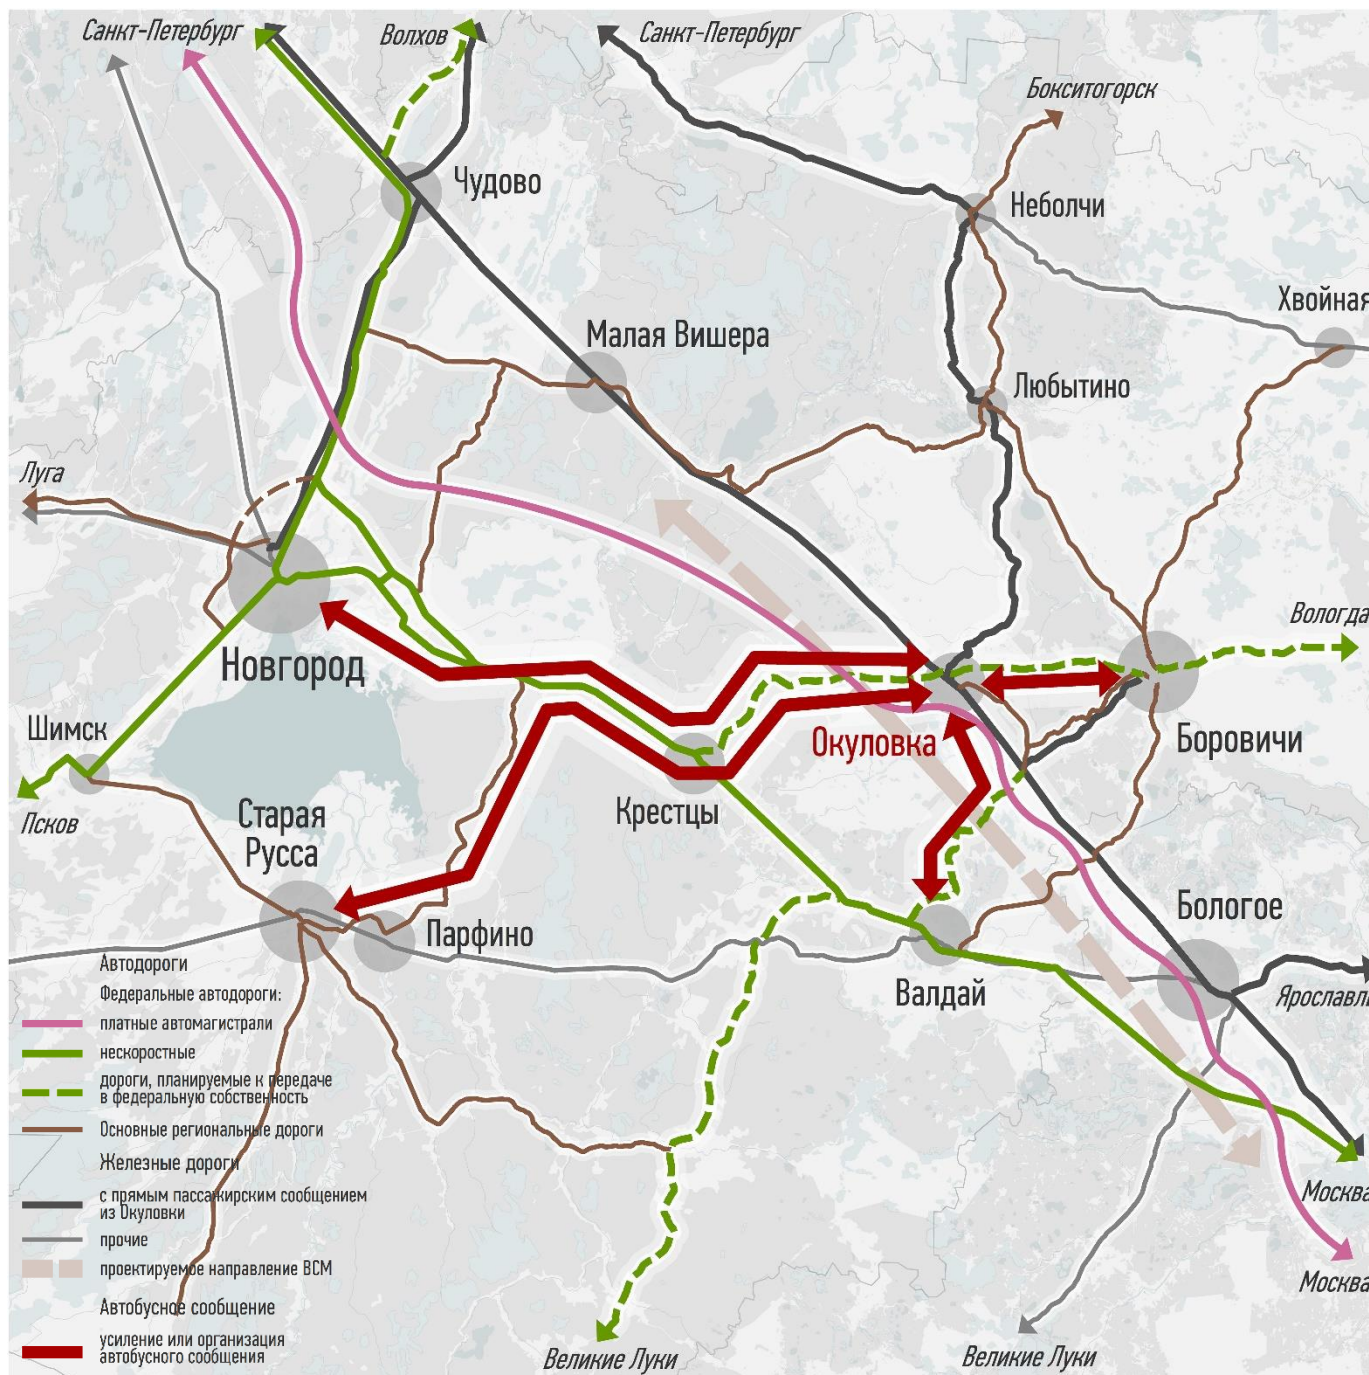 Санкт-Петербург
Волхов
Санкт-Петербург
Бокситогорск
Чудово
Неболчи
Хвойная
Малая Вишера
Любытино
Луга
Вологда
Новгород
Шимск
Окуловка
Боровичи
Псков
Старая
Русса
Крестцы
Парфино
Бологое
Валдай
Ярославль
Автодороги
Федеральные автодороги:
платные автомагистрали
нескоростные
дороги, планируемые к передаче
в федеральную собственность
Основные региональные дороги
Железные дороги
с прямым пассажирским сообщением
из Окуловки
прочие
проектируемое направление ВСМ
Автобусное сообщение
усиление или организация
автобусного сообщения
Москва
Москва
Великие Луки
Великие Луки